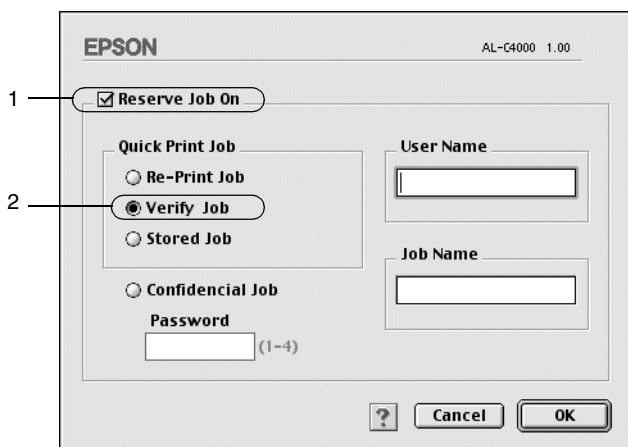 EPSON
AL-C4000 1.00
1
Reserve Job On
Quick Print Job
Re-Print Job
2
Verify Job
Stored Job
Confidencial Job
Password
(1-4)
User Name
Job Name
?
Cancel
OK